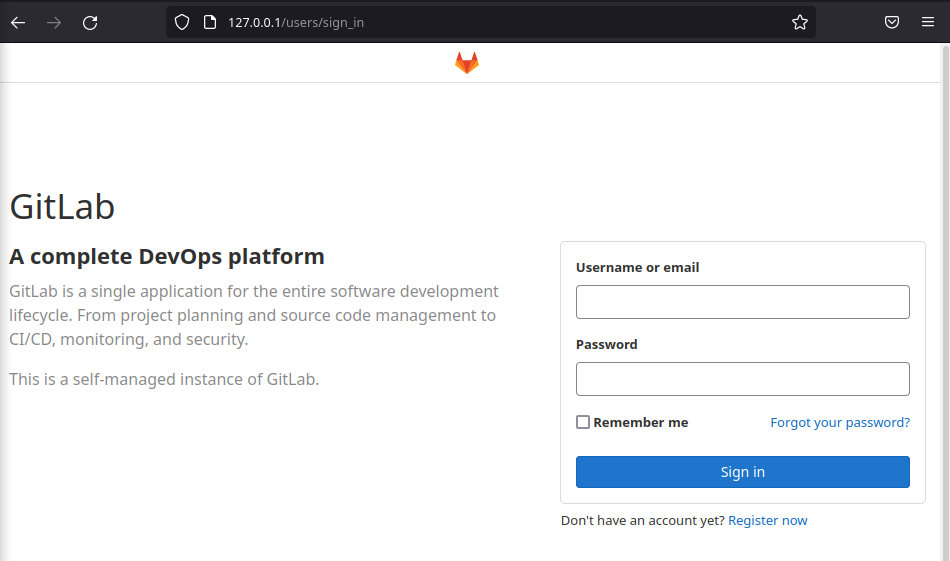 127.0.0.1/users/sign_in
GitLab
A complete DevOps platform
GitLab is a single application for the entire software development
lifecycle. From project planning and source code management to
CI/CD, monitoring, and security.
This is a self-managed instance of GitLab.
Username or email
Password
Remember me
Forgot your password?
Sign in
Don't have an account yet? Register now